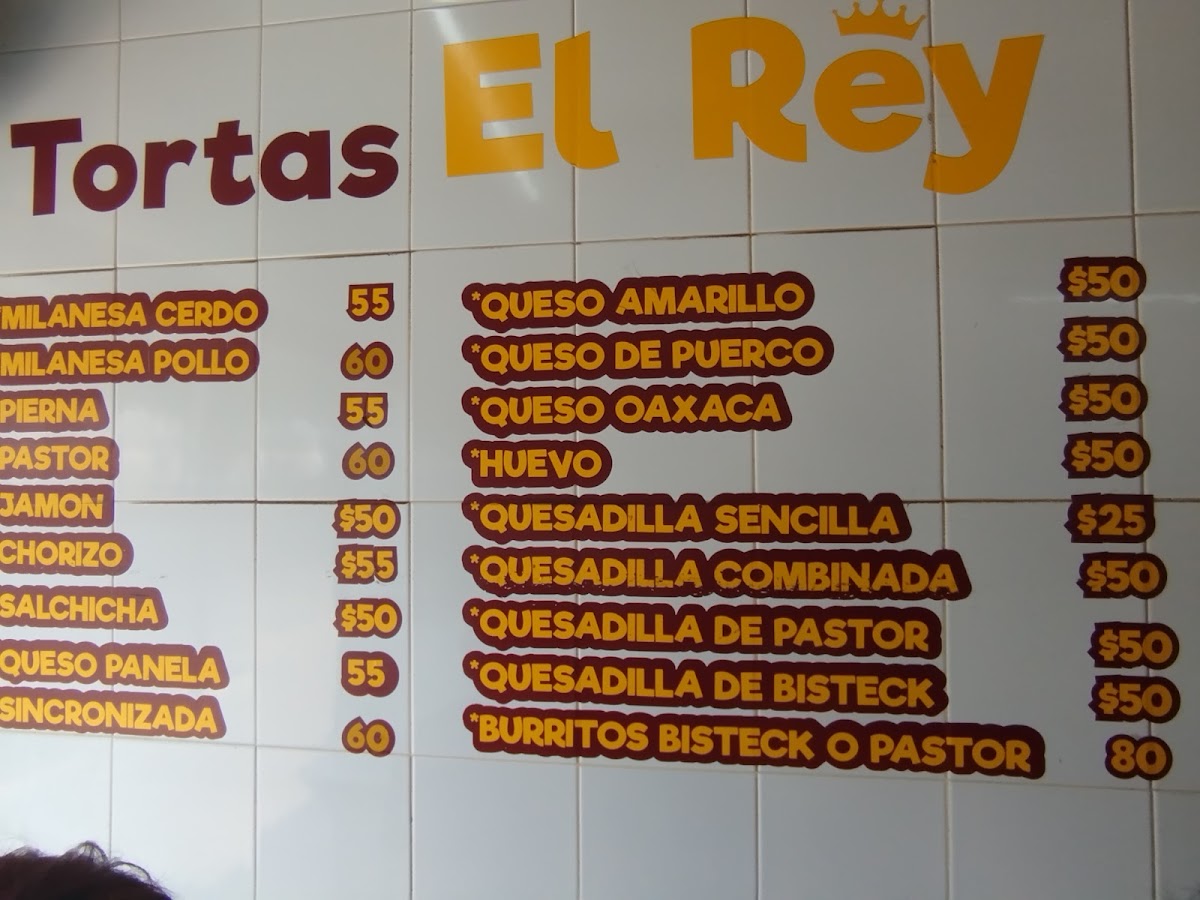 Tortas El Rey
MILANESA CERDO 55
MILANESA POLLO 60
PIERNA 55
PASTOR 60
JAMON $50
CHORIZO $55
SALCHICHA $50
QUESO PANELA 55
SINCRONIZADA 60
*QUESO AMARILLO $50
*QUESO DE PUERCO $50
*QUESO OAXACA $50
*HUEVO $50
*QUESADILLA SENCILLA $25
*QUESADILLA COMBINADA $50
*QUESADILLA DE PASTOR $50
*QUESADILLA DE BISTECK $50
*BURRITOS BISTECK O PASTOR 80